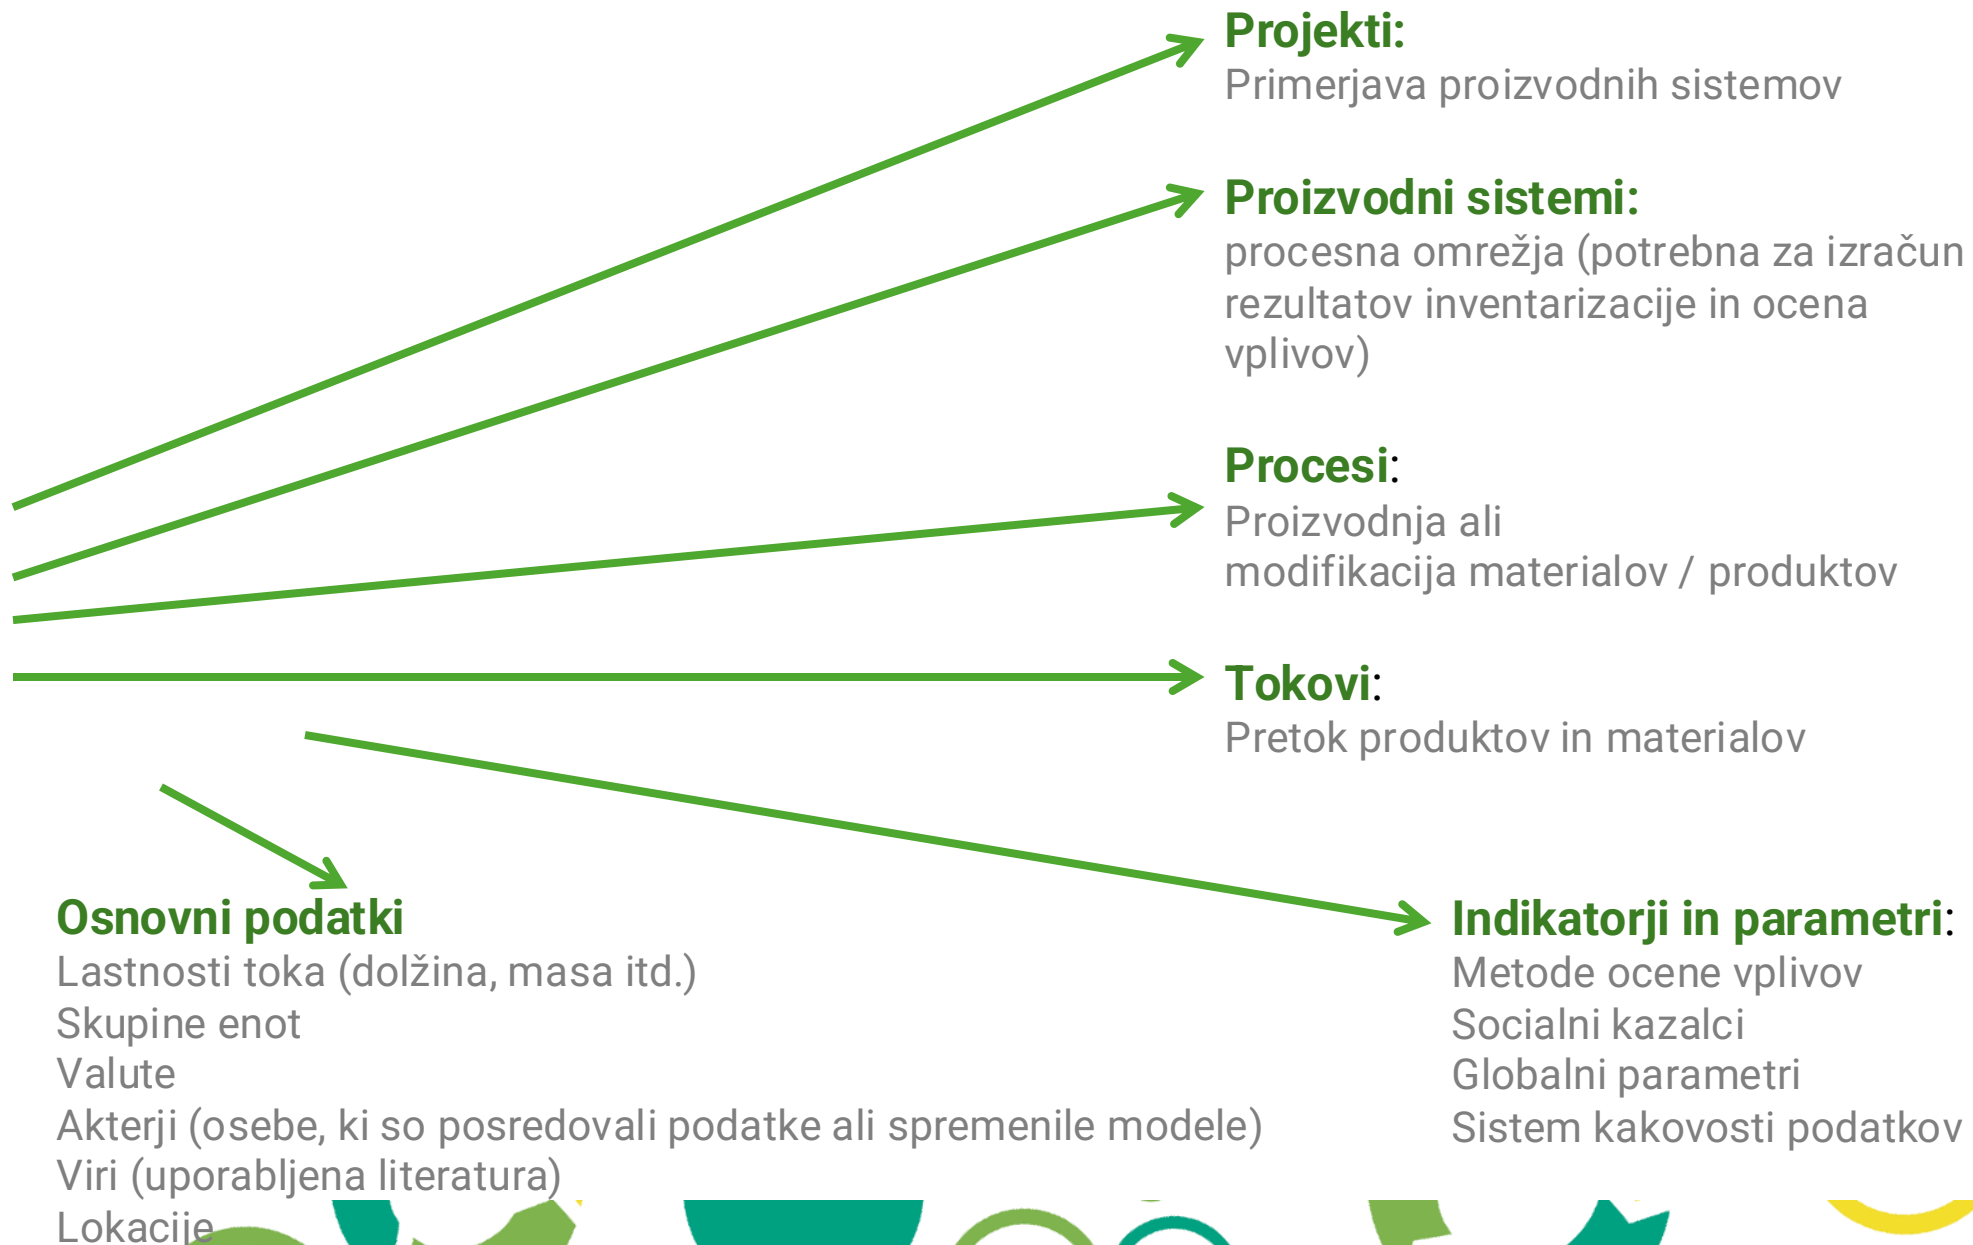 Projekti:
Primerjava proizvodnih sistemov
Proizvodni sistemi:
procesna omrežja (potrebna za izračun
rezultatov inventarizacije in ocena
vplivov)
Procesi:
Proizvodnja ali
modifikacija materialov / produktov
Tokovi:
Pretok produktov in materialov
Osnovni podatki
Lastnosti toka (dolžina, masa itd.)
Skupine enot
Valute
Akterji (osebe, ki so posredovali podatke ali spremenile modele)
Viri (uporabljena literatura)
Lokacije
Indikatorji in parametri:
Metode ocene vplivov
Socialni kazalci
Globalni parametri
Sistem kakovosti podatkov